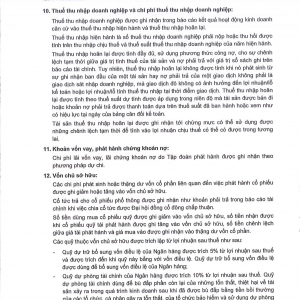 10. Thuế thu nhập doanh nghiệp và chi phí thuế thu nhập doanh nghiệp:
Thuế thu nhập doanh nghiệp được ghi nhận trong báo cáo kết quả hoạt động kinh doanh
căn cứ vào thuế thu nhập hiện hành và thuế thu nhập hoãn lại.
Thuế thu nhập hiện hành là số thuế thu nhập doanh nghiệp phải nộp hoặc thu hồi được
tính trên thu nhập chịu thuế và thuế suất thuế thu nhập doanh nghiệp của năm hiện hành.
Thuế thu nhập hoãn lại được tính đầy đủ, sử dụng phương thức công nợ, cho sự chênh
lệch tạm thời giữa giá trị tính thuế của tài sản và nợ phải trả với giá trị sổ sách ghi trên
báo cáo tài chính. Tuy nhiên, thuế thu nhập hoãn lại không được tính khi nó phát sinh từ
sự ghi nhận ban đầu của một tài sản hay nợ phải trả của một giao dịch không phải là giao
dịch sát nhập doanh nghiệp, mà giao dịch đó không có ảnh hưởng đến lợi nhuận/lỗ
kế toán hoặc lợi nhuận/lỗ tính thuế thu nhập tại thời điểm giao dịch. Thuế thu nhập hoãn
lại được tính theo thuế suất dự tính được áp dụng trong niên độ mà tài sản được bán đi
hoặc khoản nợ phải trả được thanh toán dựa trên thuế suất đã ban hành hoặc xem như
có hiệu lực tại ngày của bảng cân đối kế toán.
Tài sản thuế thu nhập hoãn lại được ghi nhận tới chừng mực có thể sử dụng được
những chênh lệch tạm thời để tính vào lợi nhuận chịu thuế có thể có được trong tương
lai.
11. Khoản vốn vay, phát hành chứng khoán nợ:
Chi phí lãi vốn vay, lãi chứng khoán nợ do Tập đoàn phát hành được ghi nhận theo
phương pháp dự chi.
12. Vốn chủ sở hữu:
Các chi phí phát sinh hoặc thặng dư vốn cổ phần liên quan đến việc phát hành cổ phiếu
được ghi giảm hoặc tăng vào vốn chủ sở hữu.
Cổ tức trả cho cổ phiếu phổ thông được ghi nhận như khoản phải trả trong báo cáo tài
chính khi việc chia cổ tức được Đại hội đồng cổ đông chấp thuận.
Số tiền dùng mua cổ phiếu quỹ được ghi giảm vào vốn chủ sở hữu, số tiền nhận được
khi cổ phiếu quỹ tái phát hành được ghi tăng vào vốn chủ sở hữu, số tiền chênh lệch
giữa giá tái phát hành và giá mua vào được ghi nhận vào thặng dư vốn cổ phần.
Các quỹ thuộc vốn chủ sở hữu được trích lập từ lợi nhuận sau thuế như sau:
- Quỹ dự trữ bổ sung vốn điều lệ của Ngân hàng được trích 5% từ lợi nhuận sau thuế
và được trích đến khi quỹ này bằng với vốn điều lệ. Quỹ dự trữ bổ sung vốn điều lệ
được dùng để bổ sung vốn điều lệ của Ngân hàng;
- Quỹ dự phòng tài chính của Ngân hàng được trích 10% từ lợi nhuận sau thuế. Quỹ
dự phòng tài chính dùng để bù đắp phần còn lại của những tổn thất, thiệt hại về tài
sản xảy ra trong quá trình kinh doanh sau khi đã được bù đắp bằng tiền bồi thường
của các tổ chức, cá nhân gây ra tổn thất, của tổ chức bảo hiểm và sử dụng dự phòng